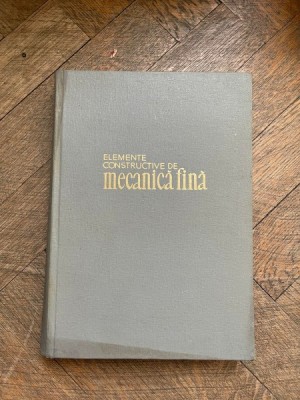 ELEMENTE
CONSTRUCTIVE DE
mecanică fină